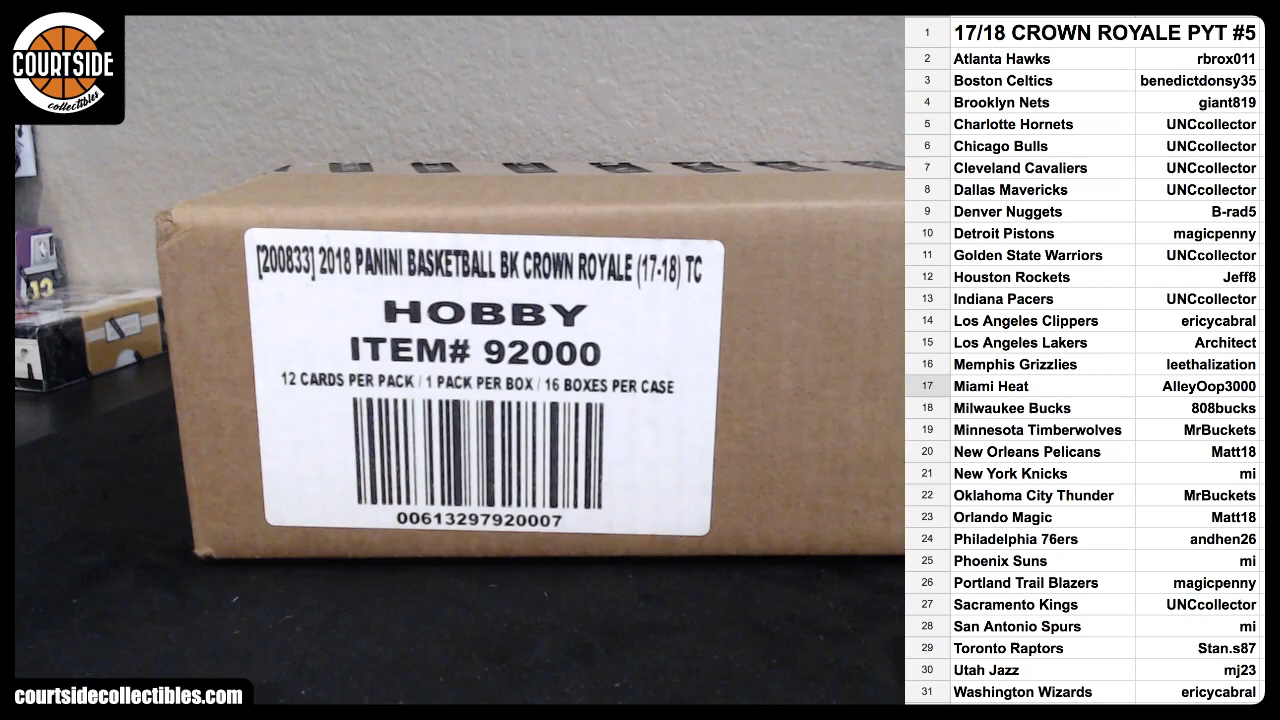 COURTSIDE
collectibles
[200833] 2018 PANINI BASKETBALL BK CROWN ROYALE (17-18) TC
HOBBY
ITEM# 92000
12 CARDS PER PACK / 1 PACK PER BOX / 16 BOXES PER CASE
00613297920007
courtsidecollectibles.com
1 17/18 CROWN ROYALE PYT #5
2 Atlanta Hawks rbrox011
3 Boston Celtics benedictdonsy35
4 Brooklyn Nets giant819
5 Charlotte Hornets UNCcollector
6 Chicago Bulls UNCcollector
7 Cleveland Cavaliers UNCcollector
8 Dallas Mavericks UNCcollector
9 Denver Nuggets B-rad5
10 Detroit Pistons magicpenny
11 Golden State Warriors UNCcollector
12 Houston Rockets Jeff8
13 Indiana Pacers UNCcollector
14 Los Angeles Clippers ericycabral
15 Los Angeles Lakers Architect
16 Memphis Grizzlies leethalization
17 Miami Heat AlleyOop3000
18 Milwaukee Bucks 808bucks
19 Minnesota Timberwolves MrBuckets
20 New Orleans Pelicans Matt18
21 New York Knicks mi
22 Oklahoma City Thunder MrBuckets
23 Orlando Magic Matt18
24 Philadelphia 76ers andhen26
25 Phoenix Suns mi
26 Portland Trail Blazers magicpenny
27 Sacramento Kings UNCcollector
28 San Antonio Spurs mi
29 Toronto Raptors Stan.s87
30 Utah Jazz mj23
31 Washington Wizards ericycabral